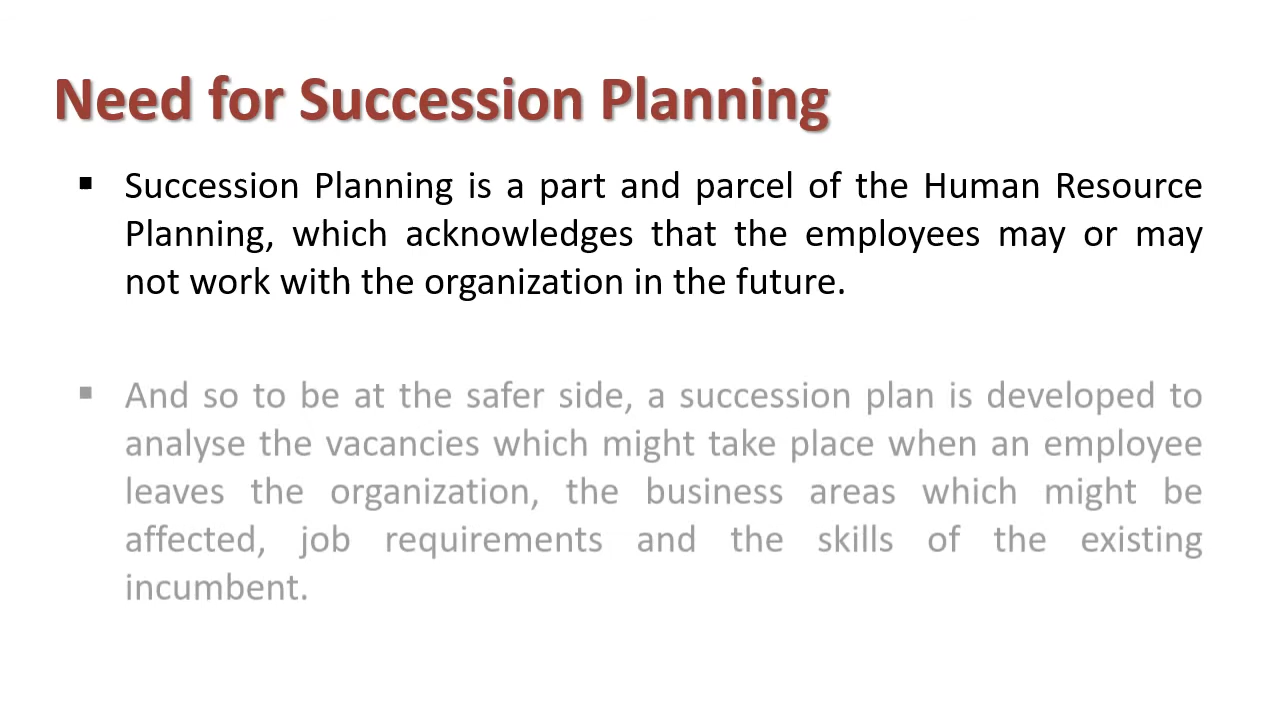 Need for Succession Planning
▪ Succession Planning is a part and parcel of the Human Resource
Planning, which acknowledges that the employees may or may
not work with the organization in the future.
▪ And so to be at the safer side, a succession plan is developed to
analyse the vacancies which might take place when an employee
leaves the organization, the business areas which might be
affected, job requirements and the skills of the existing
incumbent.